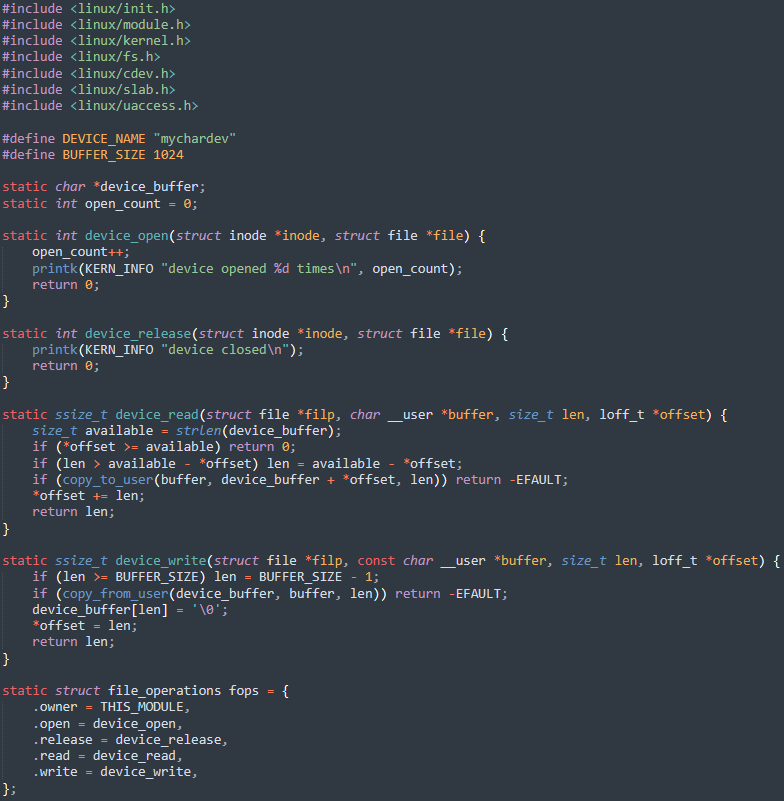 #include <linux/init.h>
#include <linux/module.h>
#include <linux/kernel.h>
#include <linux/fs.h>
#include <linux/cdev.h>
#include <linux/slab.h>
#include <linux/uaccess.h>

#define DEVICE_NAME "mychardev"
#define BUFFER_SIZE 1024

static char *device_buffer;
static int open_count = 0;

static int device_open(struct inode *inode, struct file *file) {
    open_count++;
    printk(KERN_INFO "device opened %d times\n", open_count);
    return 0;
}

static int device_release(struct inode *inode, struct file *file) {
    printk(KERN_INFO "device closed\n");
    return 0;
}

static ssize_t device_read(struct file *filp, char __user *buffer, size_t len, loff_t *offset) {
    size_t available = strlen(device_buffer);
    if (*offset >= available) return 0;
    if (len > available - *offset) len = available - *offset;
    if (copy_to_user(buffer, device_buffer + *offset, len)) return -EFAULT;
    *offset += len;
    return len;
}

static ssize_t device_write(struct file *filp, const char __user *buffer, size_t len, loff_t *offset) {
    if (len >= BUFFER_SIZE) len = BUFFER_SIZE - 1;
    if (copy_from_user(device_buffer, buffer, len)) return -EFAULT;
    device_buffer[len] = '\0';
    *offset = len;
    return len;
}

static struct file_operations fops = {
    .owner = THIS_MODULE,
    .open = device_open,
    .release = device_release,
    .read = device_read,
    .write = device_write,
};